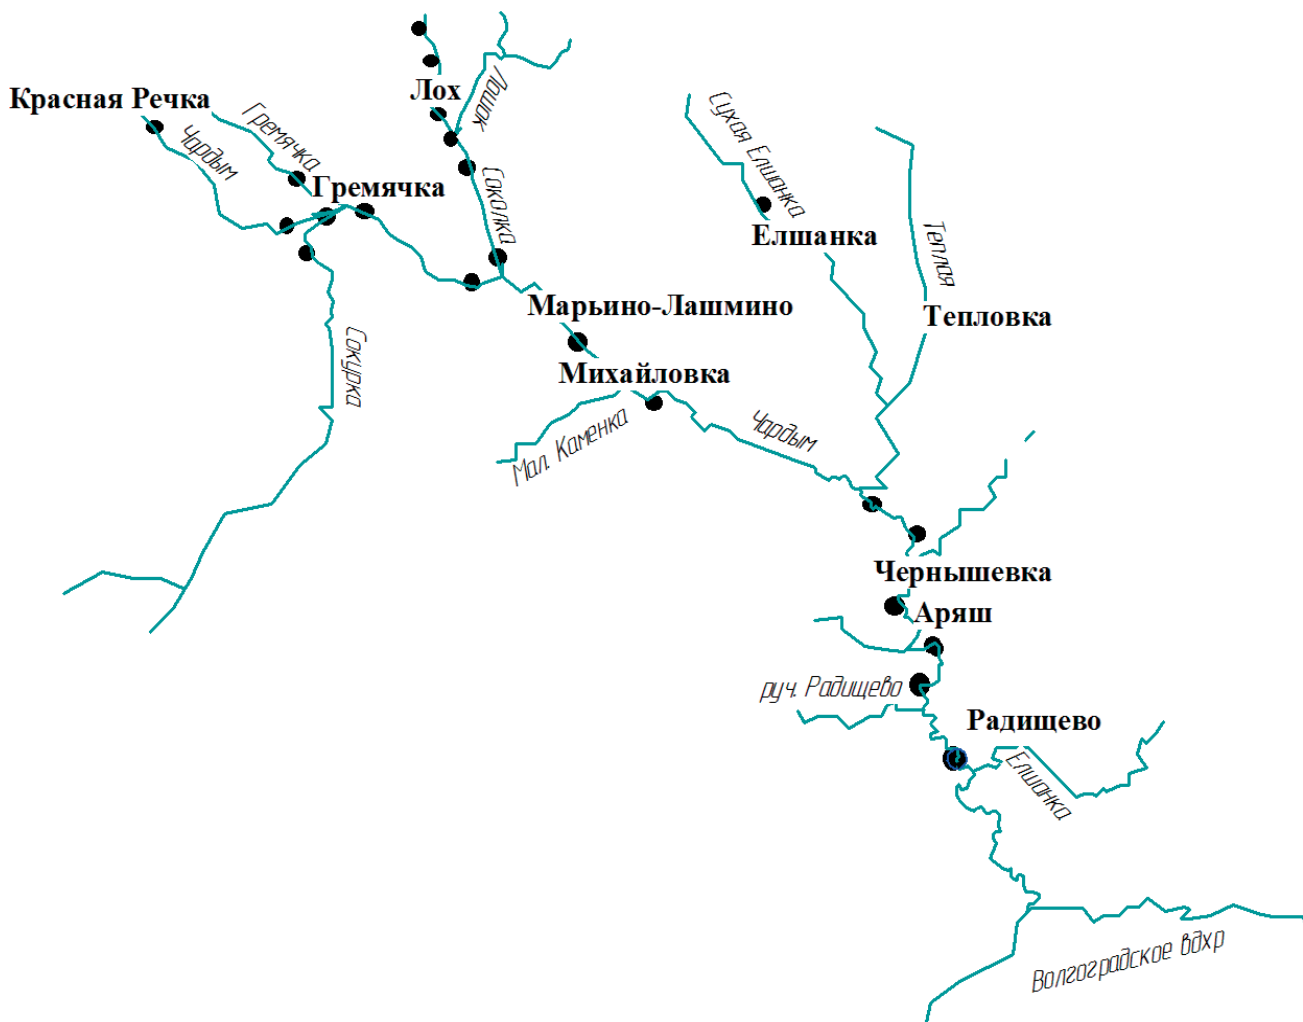 Лошок
Лох
Красная Речка
Гремячка
Чардым
Гремячка
Соколка
Сухая Елшанка
Елшанка
Теплая
Тепловка
Марьино-Лашмино
Сокурка
Михайловка
Мал. Каменка
Чардым
Чернышевка
Аряш
руч. Радищево
Радищево
Елшанка
Волгоградское вдхр